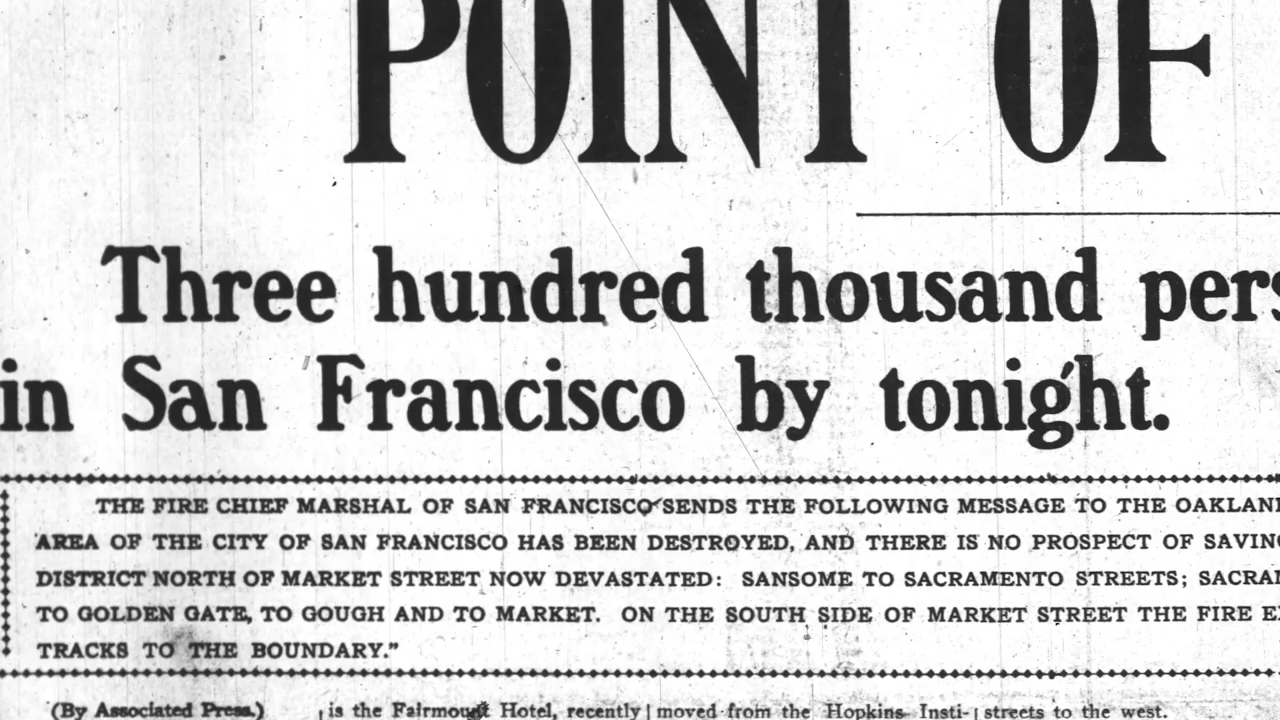 POINT OF
Three hundred thousand pers
in San Francisco by tonight.
THE FIRE CHIEF MARSHAL OF SAN FRANCISCO SENDS THE FOLLOWING MESSAGE TO THE OAKLAN
AREA OF THE CITY OF SAN FRANCISCO HAS BEEN DESTROYED, AND THERE IS NO PROSPECT OF SAVING
DISTRICT NORTH OF MARKET STREET NOW DEVASTATED: SANSOME TO SACRAMENTO STREETS; SACRA
TO GOLDEN GATE, TO GOUGH AND TO MARKET. ON THE SOUTH SIDE OF MARKET STREET THE FIRE E
TRACKS TO THE BOUNDARY."
(By Associated Press.)
is the Fairmount Hotel, recently
moved from the Hopkins Insti-
streets to the west.